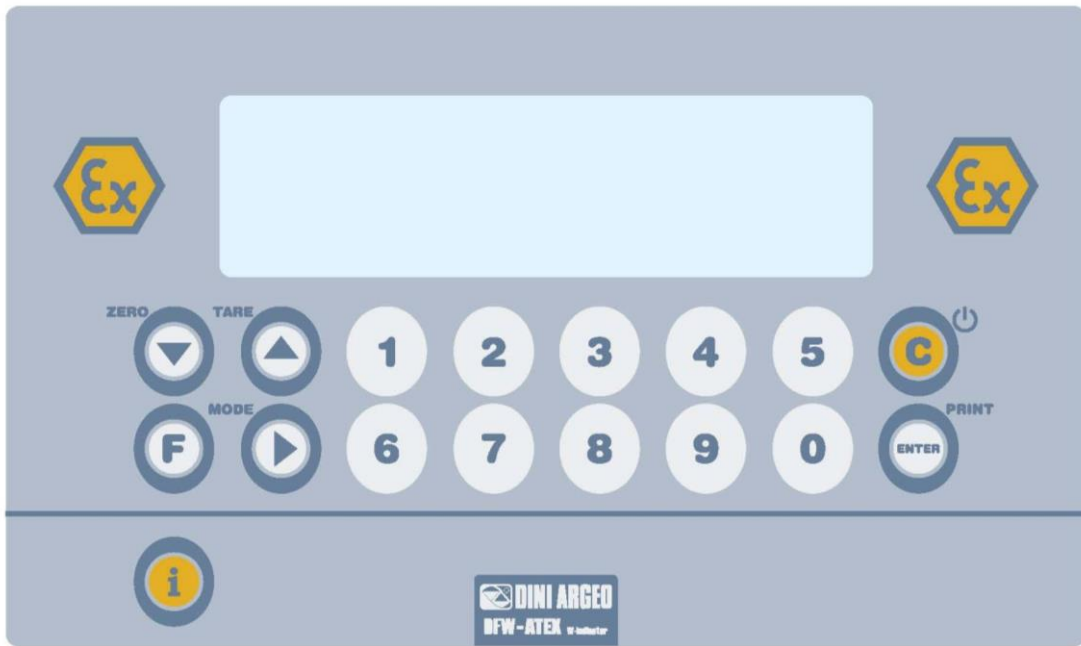 Ex
Ex
ZERO TARE
1 2 3 4 5 C
MODE PRINT
F 6 7 8 9 0 ENTER
i
DINI ARGEO
DFW-ATEX W-indicator